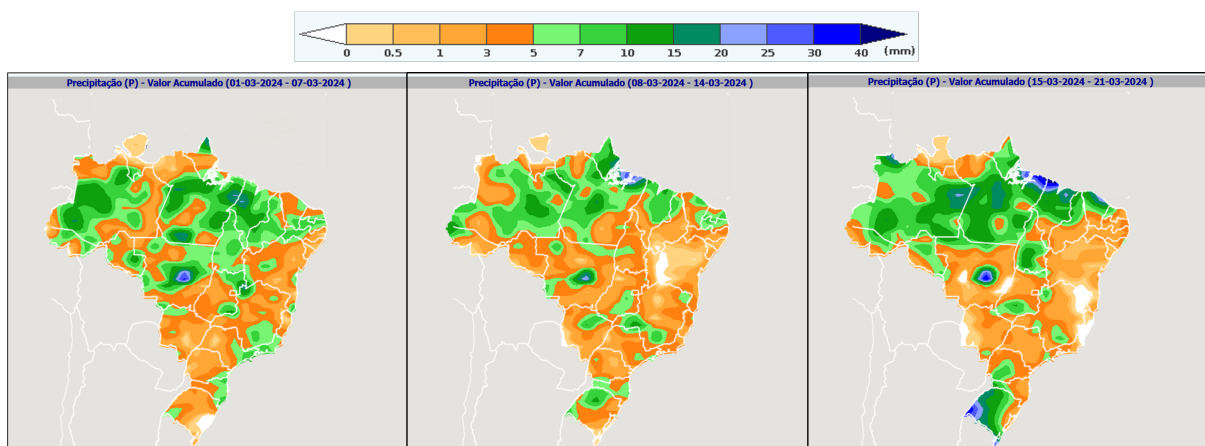 0 0.5 1 3 5 7 10 15 20 25 30 40 (mm)
Precipitação (P) - Valor Acumulado (01-03-2024 - 07-03-2024 )
Precipitação (P) - Valor Acumulado (08-03-2024 - 14-03-2024 )
Precipitação (P) - Valor Acumulado (15-03-2024 - 21-03-2024 )